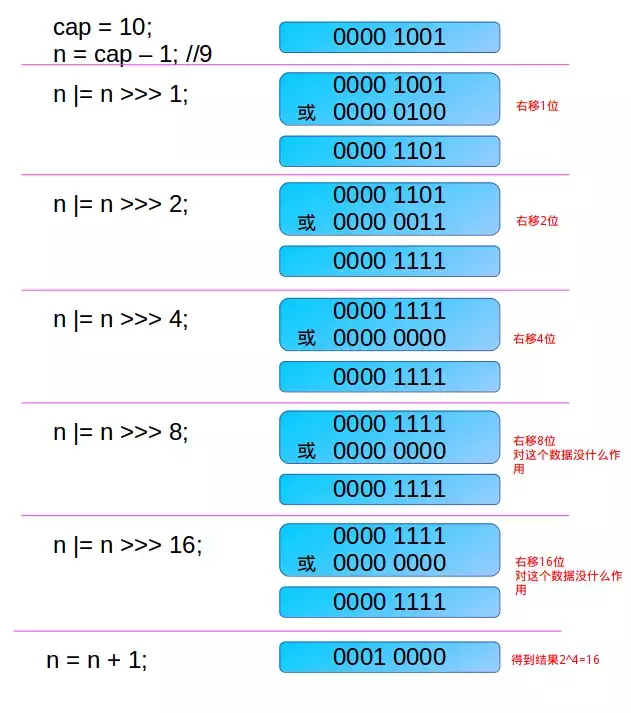 cap = 10;
n = cap – 1; //9
0000 1001
n |= n >>> 1;
0000 1001
或 0000 0100
右移1位
0000 1101
n |= n >>> 2;
0000 1101
或 0000 0011
右移2位
0000 1111
n |= n >>> 4;
0000 1111
或 0000 0000
右移4位
0000 1111
n |= n >>> 8;
0000 1111
或 0000 0000
右移8位
对这个数据没什么作
用
0000 1111
n |= n >>> 16;
0000 1111
或 0000 0000
右移16位
对这个数据没什么作
用
0000 1111
n = n + 1;
0001 0000
得到结果2^4=16